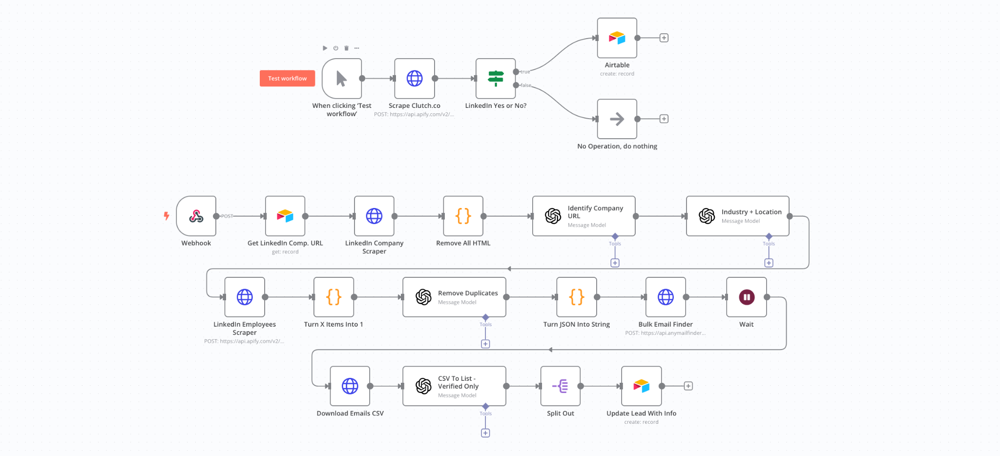 Airtable
create: record
Test workflow
true
false
When clicking ‘Test
workflow’
Scrape Clutch.co
POST: https://api.apify.com/v2/...
LinkedIn Yes or No?
No Operation, do nothing
POST
Webhook
Get LinkedIn Comp. URL
get: record
LinkedIn Company
Scraper
Remove All HTML
Identify Company
URL
Message Model
Tools
Industry + Location
Message Model
Tools
LinkedIn Employees
Scraper
POST: https://api.apify.com/v2/...
Turn X Items Into 1
Remove Duplicates
Message Model
Tools
Turn JSON Into String
Bulk Email Finder
POST: https://api.anymailfinder...
Wait
Download Emails CSV
CSV To List -
Verified Only
Message Model
Tools
Split Out
Update Lead With Info
create: record